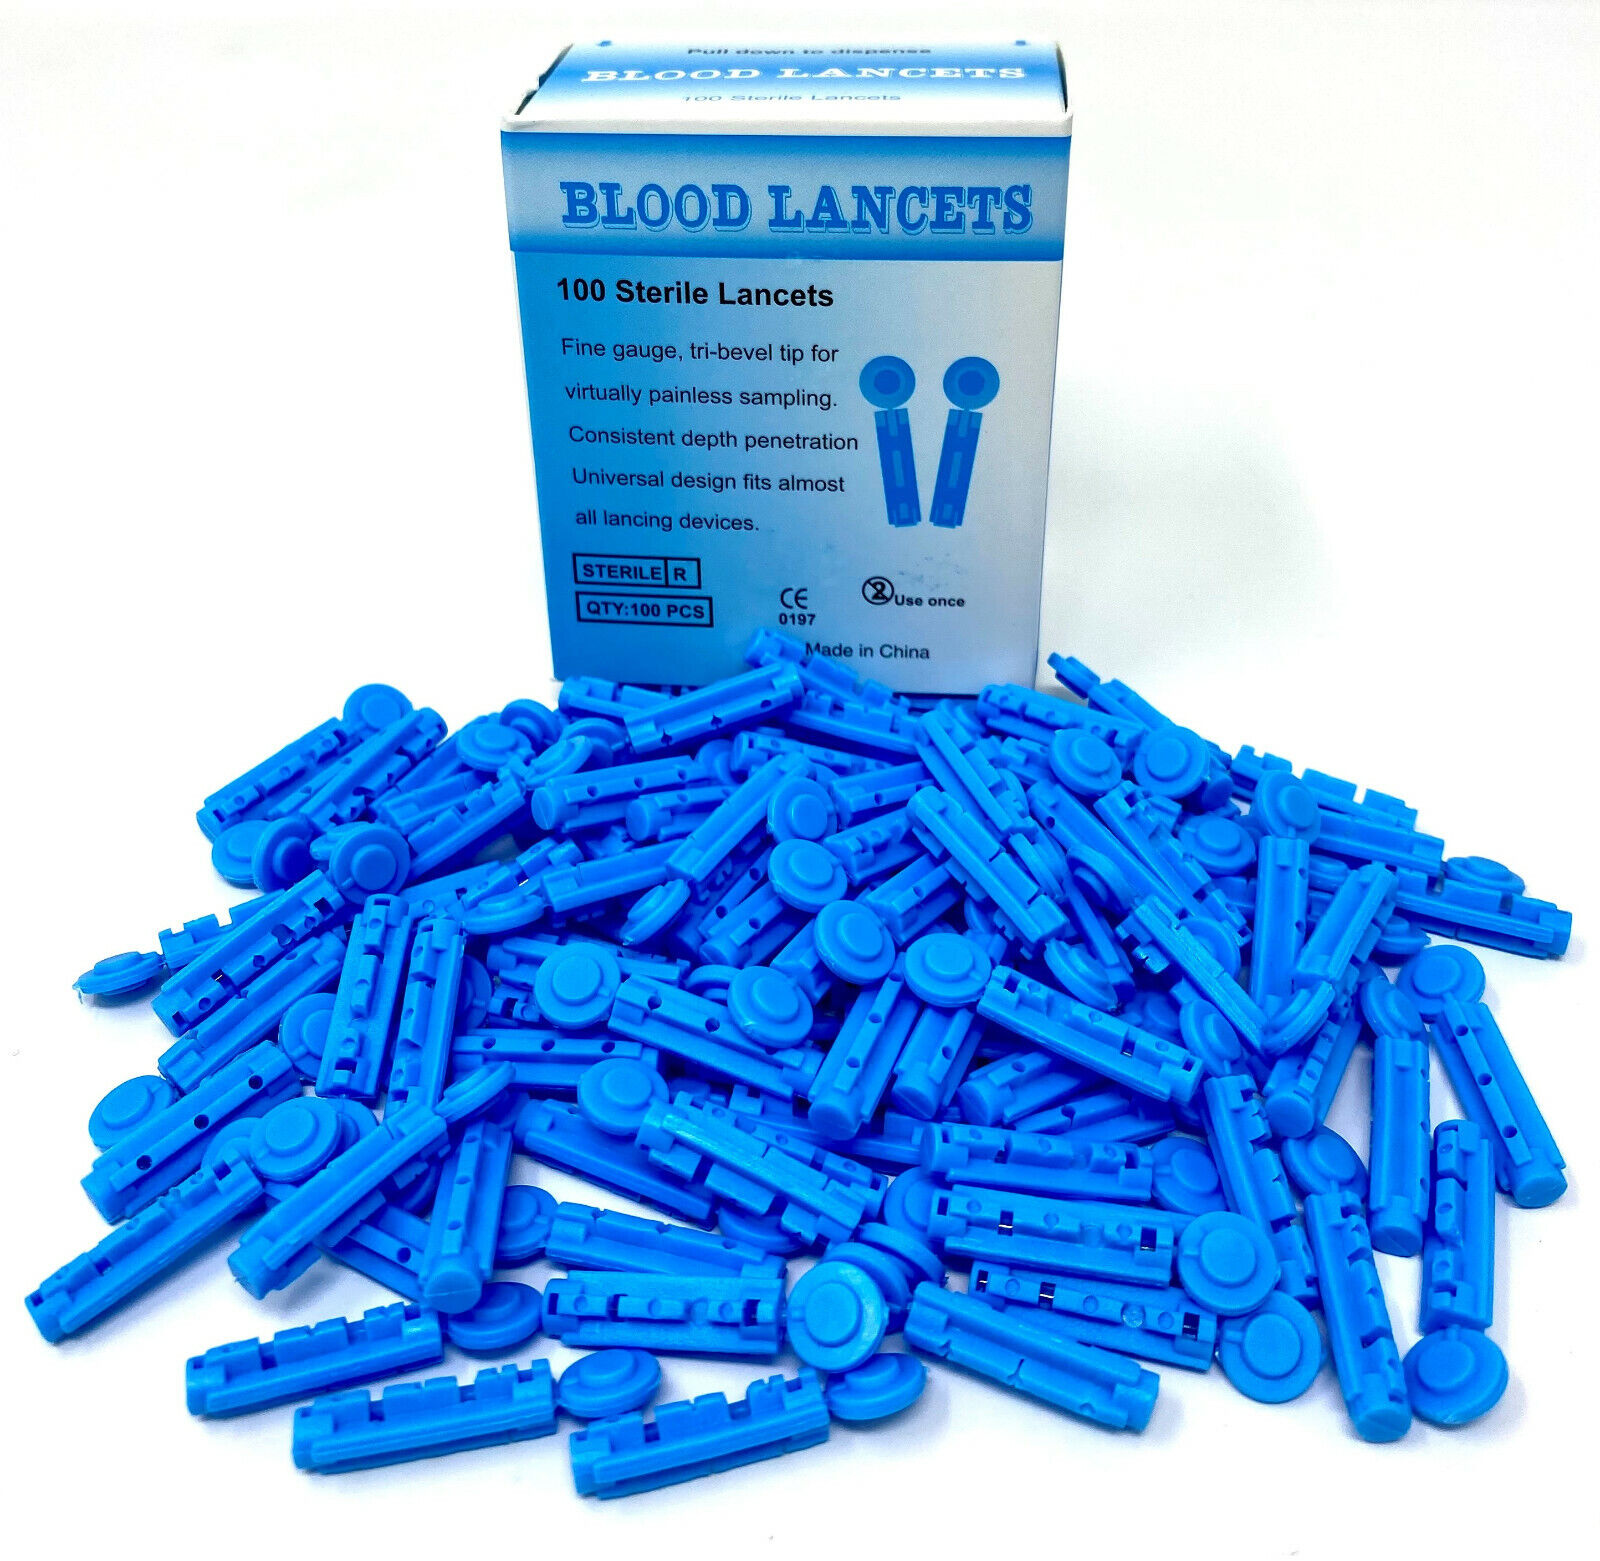 Pull down to dispense
BLOOD LANCETS
100 Sterile Lancets
BLOOD LANCETS
100 Sterile Lancets
Fine gauge, tri-bevel tip for
virtually painless sampling.
Consistent depth penetration
Universal design fits almost
all lancing devices.
STERILE R
QTY:100 PCS
CE
0197
2 Use once
Made in China